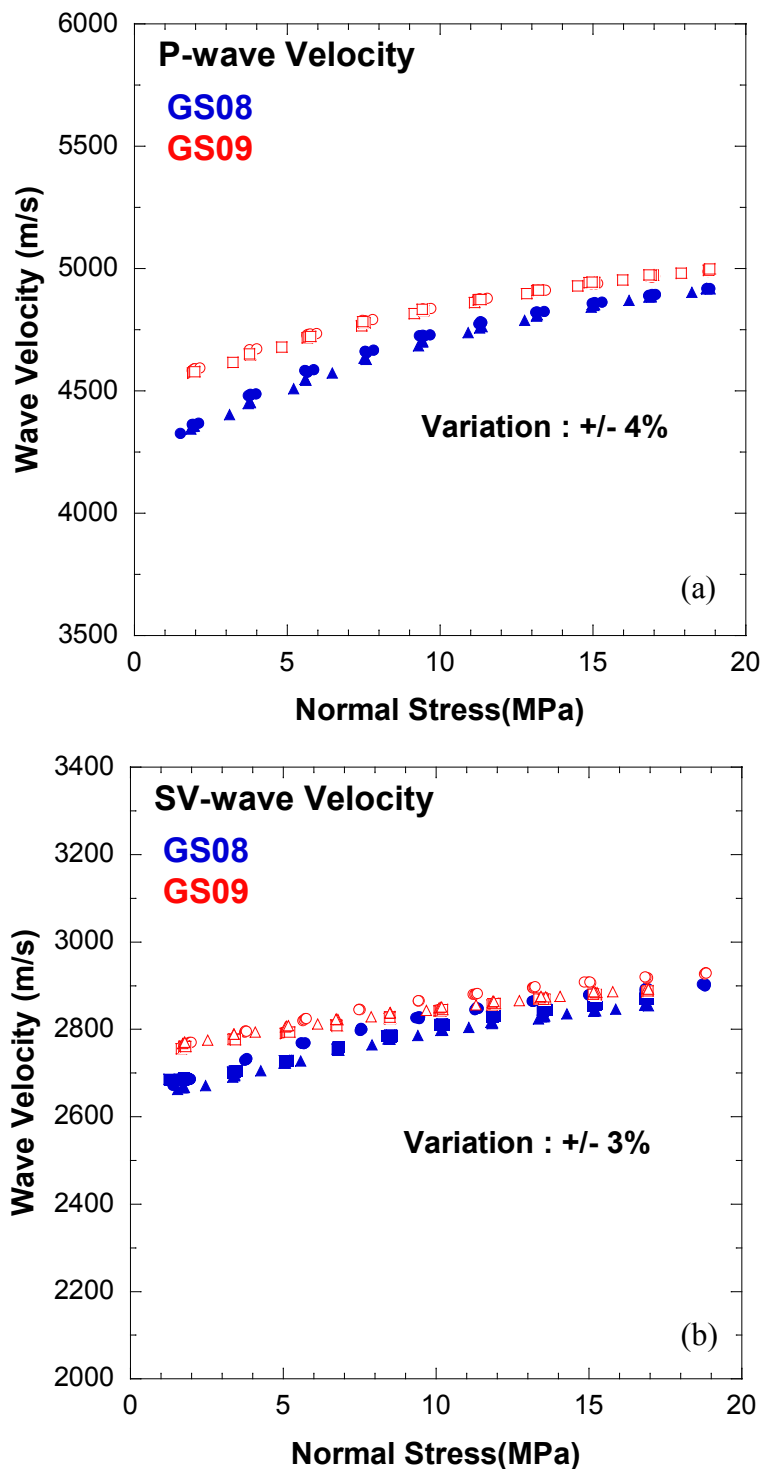 P-wave Velocity
GS08
GS09
Variation : +/- 4%
(a)
6000
5500
5000
4500
4000
3500
Wave Velocity (m/s)
0 5 10 15 20
Normal Stress(MPa)
SV-wave Velocity
GS08
GS09
Variation : +/- 3%
(b)
3400
3200
3000
2800
2600
2400
2200
2000
Wave Velocity (m/s)
0 5 10 15 20
Normal Stress(MPa)